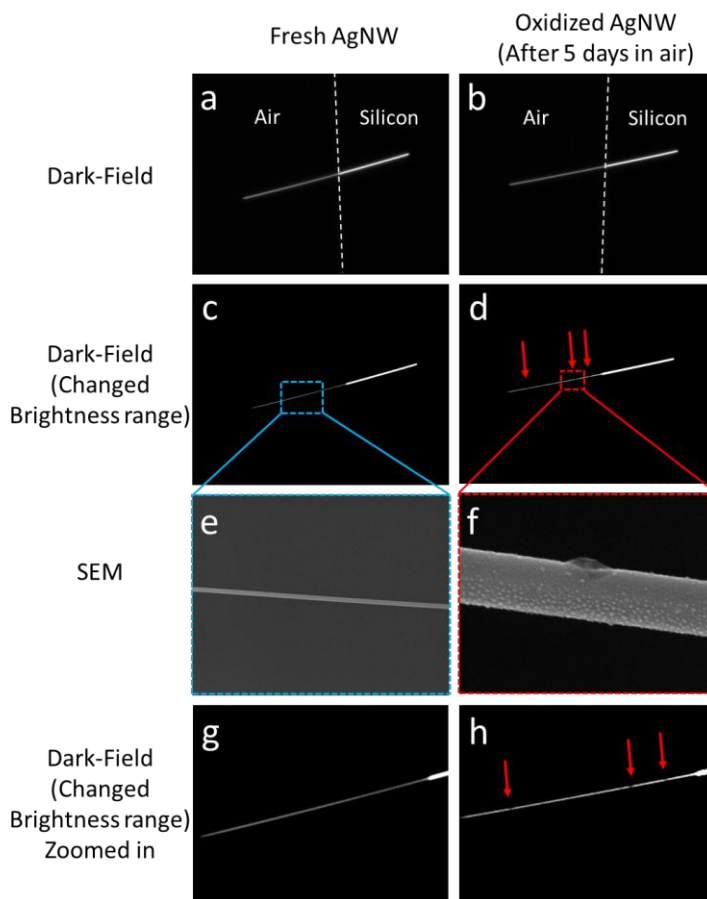 Fresh AgNW
Oxidized AgNW
(After 5 days in air)
Dark-Field
a
Air
Silicon
b
Air
Silicon
Dark-Field
(Changed
Brightness range)
c
d
SEM
e
f
Dark-Field
(Changed
Brightness range)
Zoomed in
g
h